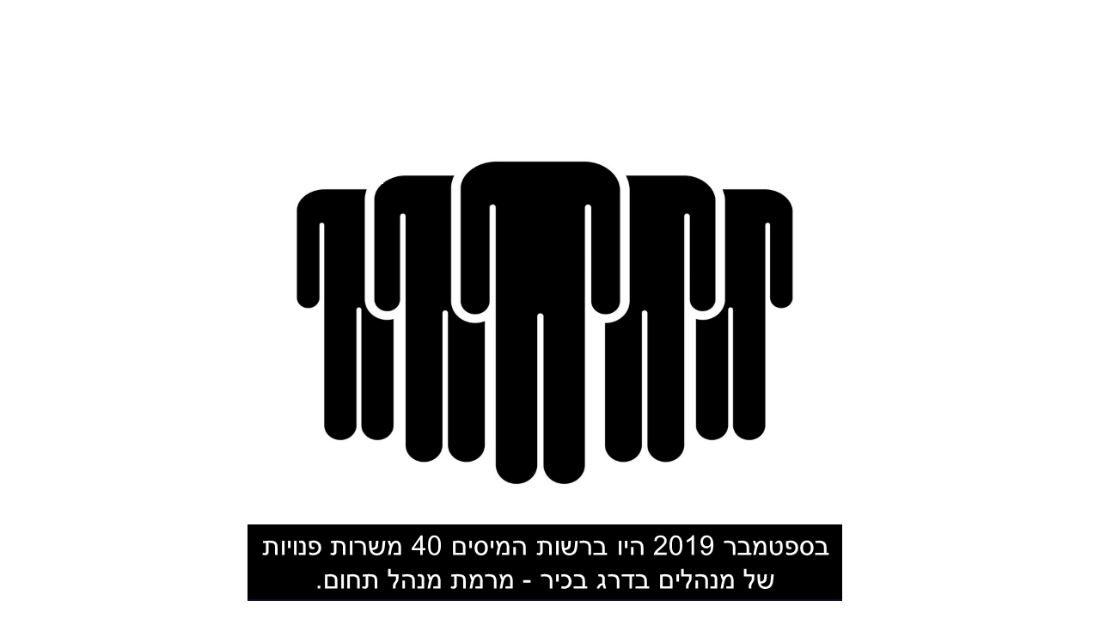 בספטמבר 2019 היו ברשות המיסים 40 משרות פנויות
של מנהלים בדרג בכיר - מרמת מנהל תחום.